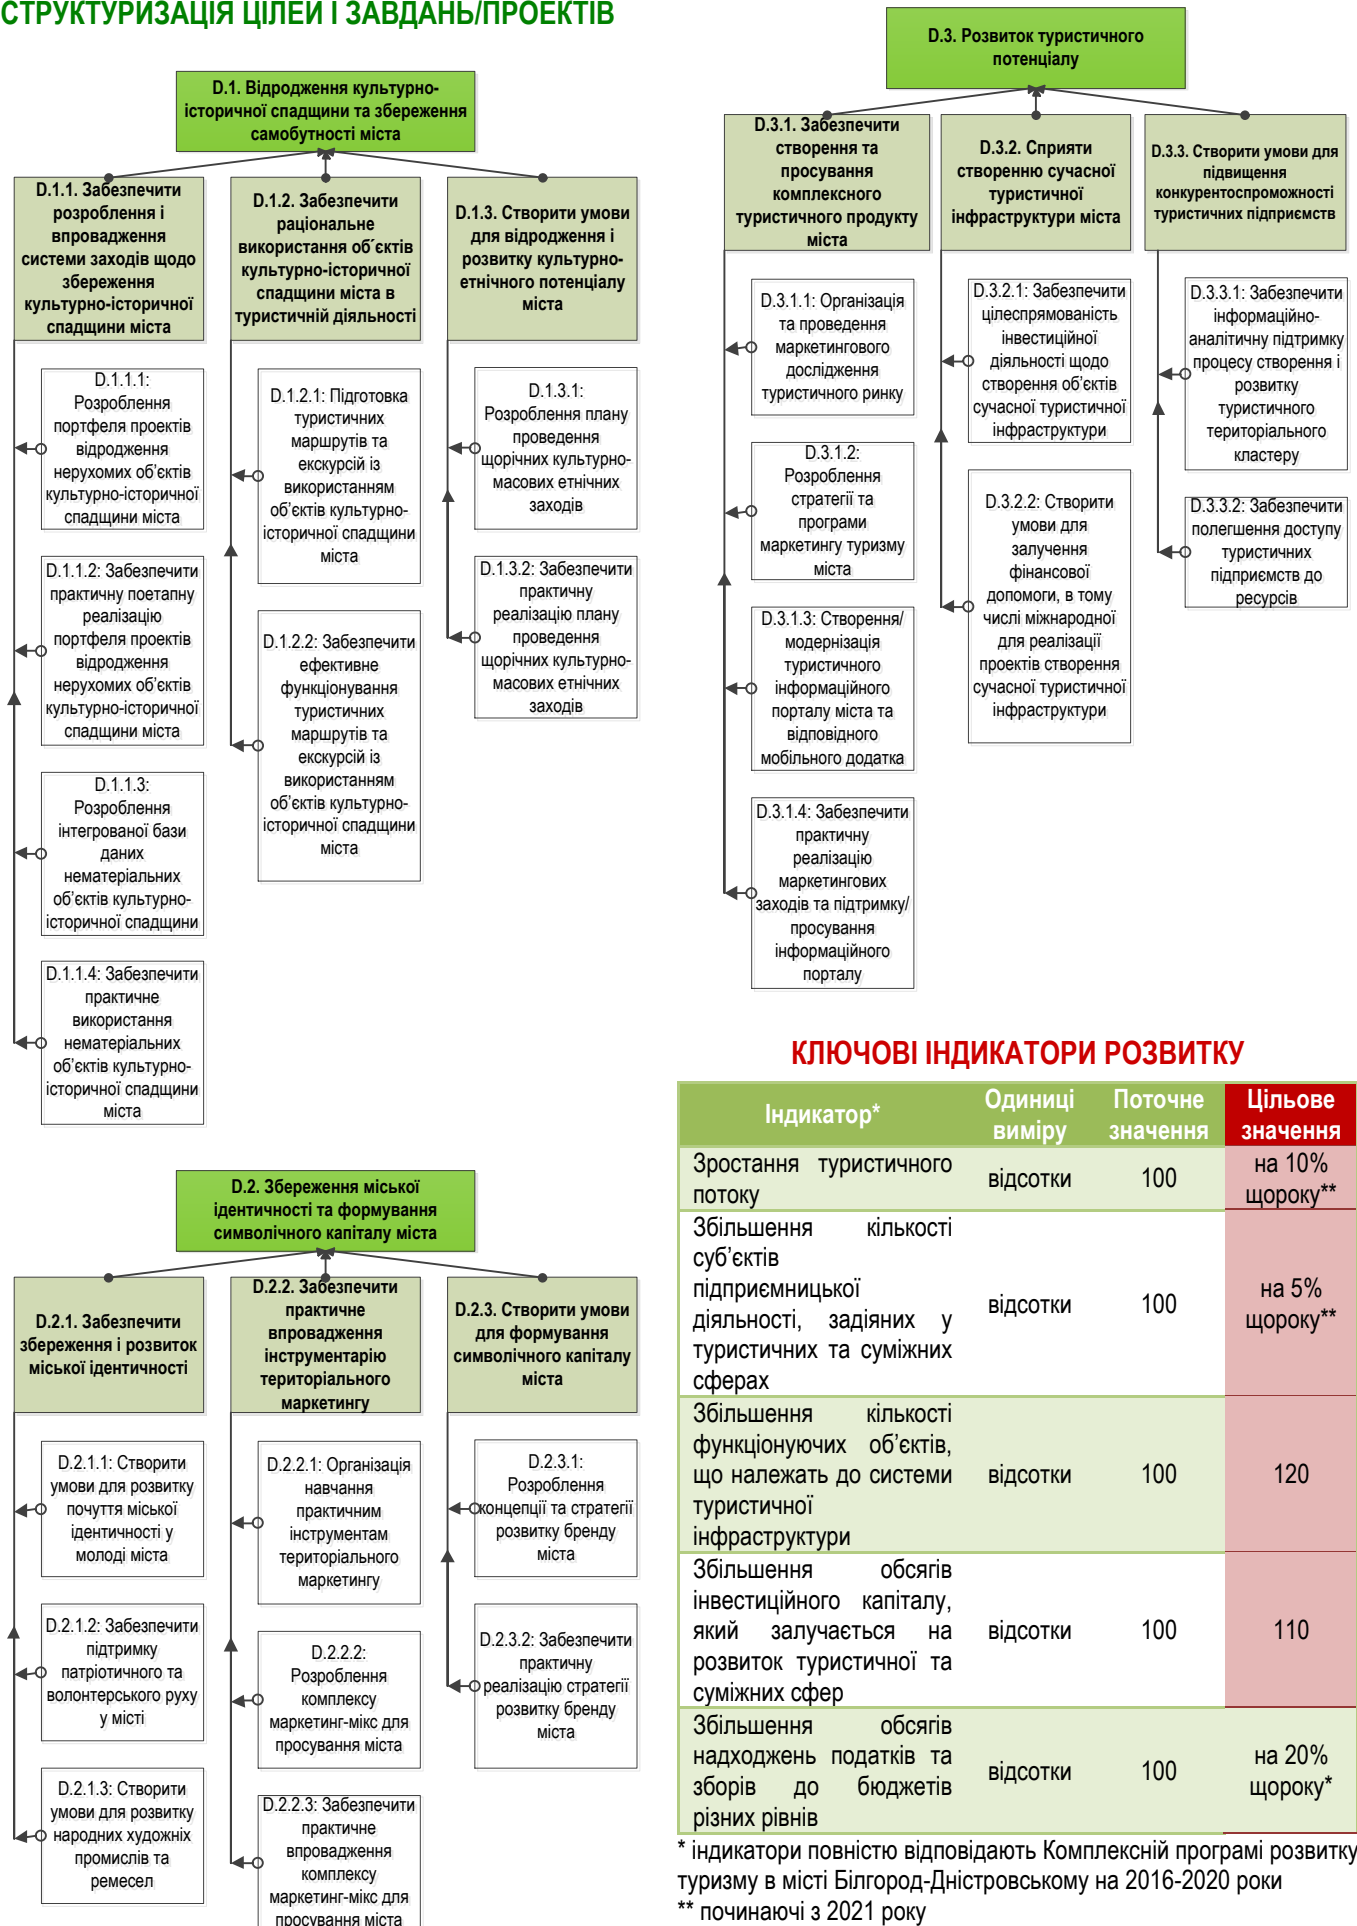 СТРУКТУРИЗАЦІЯ ЦІЛЕЙ І ЗАВДАНЬ/ПРОЕКТІВ
D.1. Відродження культурно-
історичної спадщини та збереження
самобутності міста
D.1.1. Забезпечити
розроблення і
впровадження
системи заходів щодо
збереження
культурно-історичної
спадщини міста
D.1.1.1:
Розроблення
портфеля проектів
відродження
нерухомих об’єктів
культурно-історичної
спадщини міста
D.1.1.2: Забезпечити
практичну поетапну
реалізацію
портфеля проектів
відродження
нерухомих об’єктів
культурно-історичної
спадщини міста
D.1.1.3:
Розроблення
інтегрованої бази
даних
нематеріальних
об’єктів культурно-
історичної спадщини
D.1.1.4: Забезпечити
практичне
використання
нематеріальних
об’єктів культурно-
історичної спадщини
міста
D.1.2. Забезпечити
раціональне
використання об´єктів
культурно-історичної
спадщини міста в
туристичній діяльності
D.1.2.1: Підготовка
туристичних
маршрутів та
екскурсій із
використанням
об’єктів культурно-
історичної спадщини
міста
D.1.2.2: Забезпечити
ефективне
функціонування
туристичних
маршрутів та
екскурсій із
використанням
об’єктів культурно-
історичної спадщини
міста
D.1.3. Створити умови
для відродження і
розвитку культурно-
етнічного потенціалу
міста
D.1.3.1:
Розроблення плану
проведення
щорічних культурно-
масових етнічних
заходів
D.1.3.2: Забезпечити
практичну
реалізацію плану
проведення
щорічних культурно-
масових етнічних
заходів
D.2. Збереження міської
ідентичності та формування
символічного капіталу міста
D.2.1. Забезпечити
збереження і розвиток
міської ідентичності
D.2.1.1: Створити
умови для розвитку
почуття міської
ідентичності у
молоді міста
D.2.1.2: Забезпечити
підтримку
патріотичного та
волонтерського руху
у місті
D.2.1.3: Створити
умови для розвитку
народних художніх
промислів та
ремесел
D.2.2. Забезпечити
практичне
впровадження
інструментарію
територіального
маркетингу
D.2.2.1: Організація
навчання
практичним
інструментам
територіального
маркетингу
D.2.2.2:
Розроблення
комплексу
маркетинг-мікс для
просування міста
D.2.2.3: Забезпечити
практичне
впровадження
комплексу
маркетинг-мікс для
просування міста
D.2.3. Створити умови
для формування
символічного капіталу
міста
D.2.3.1:
Розроблення
концепції та стратегії
розвитку бренду
міста
D.2.3.2: Забезпечити
практичну
реалізацію стратегії
розвитку бренду
міста
D.3. Розвиток туристичного
потенціалу
D.3.1. Забезпечити
створення та
просування
комплексного
туристичного продукту
міста
D.3.1.1: Організація
та проведення
маркетингового
дослідження
туристичного ринку
D.3.1.2:
Розроблення
стратегії та
програми
маркетингу туризму
міста
D.3.1.3: Створення/
модернізація
туристичного
інформаційного
порталу міста та
відповідного
мобільного додатка
D.3.1.4: Забезпечити
практичну
реалізацію
маркетингових
заходів та підтримку/
просування
інформаційного
порталу
D.3.2. Сприяти
створенню сучасної
туристичної
інфраструктури міста
D.3.2.1: Забезпечити
цілеспрямованість
інвестиційної
діяльності щодо
створення об’єктів
сучасної туристичної
інфраструктури
D.3.2.2: Створити
умови для
залучення
фінансової
допомоги, в тому
числі міжнародної
для реалізації
проектів створення
сучасної туристичної
інфраструктури
D.3.3. Створити умови для
підвищення
конкурентоспроможності
туристичних підприємств
D.3.3.1: Забезпечити
інформаційно-
аналітичну підтримку
процесу створення і
розвитку
туристичного
територіального
кластеру
D.3.3.2: Забезпечити
полегшення доступу
туристичних
підприємств до
ресурсів
КЛЮЧОВІ ІНДИКАТОРИ РОЗВИТКУ
Індикатор* Одиниці виміру Поточне значення Цільове значення
Зростання туристичного
потоку
відсотки 100 на 10%
щороку**
Збільшення кількості
суб’єктів
підприємницької
діяльності, задіяних у
туристичних та суміжних
сферах
відсотки 100 на 5%
щороку**
Збільшення кількості
функціонуючих об’єктів,
що належать до системи
туристичної
інфраструктури
відсотки 100 120
Збільшення обсягів
інвестиційного капіталу,
який залучається на
розвиток туристичної та
суміжних сфер
відсотки 100 110
Збільшення обсягів
надходжень податків та
зборів до бюджетів
різних рівнів
відсотки 100 на 20%
щороку*
* індикатори повністю відповідають Комплексній програмі розвитку
туризму в місті Білгород-Дністровському на 2016-2020 роки
** починаючі з 2021 року